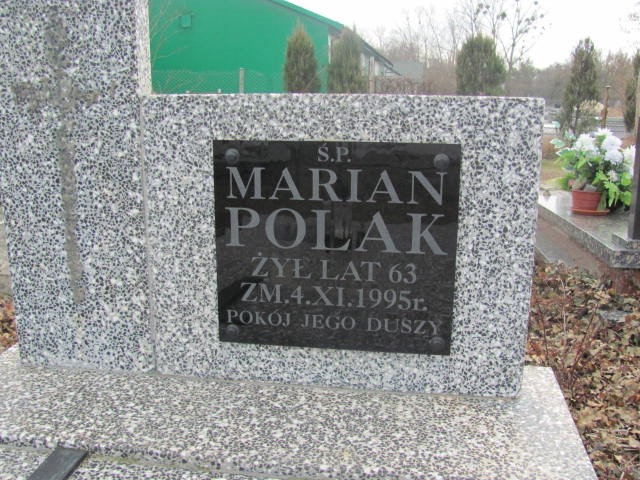 Ś.P.
MARIAN
POLAK
ŻYŁ LAT 63
ZM.4.XI.1995r.
POKÓJ JEGO DUSZY